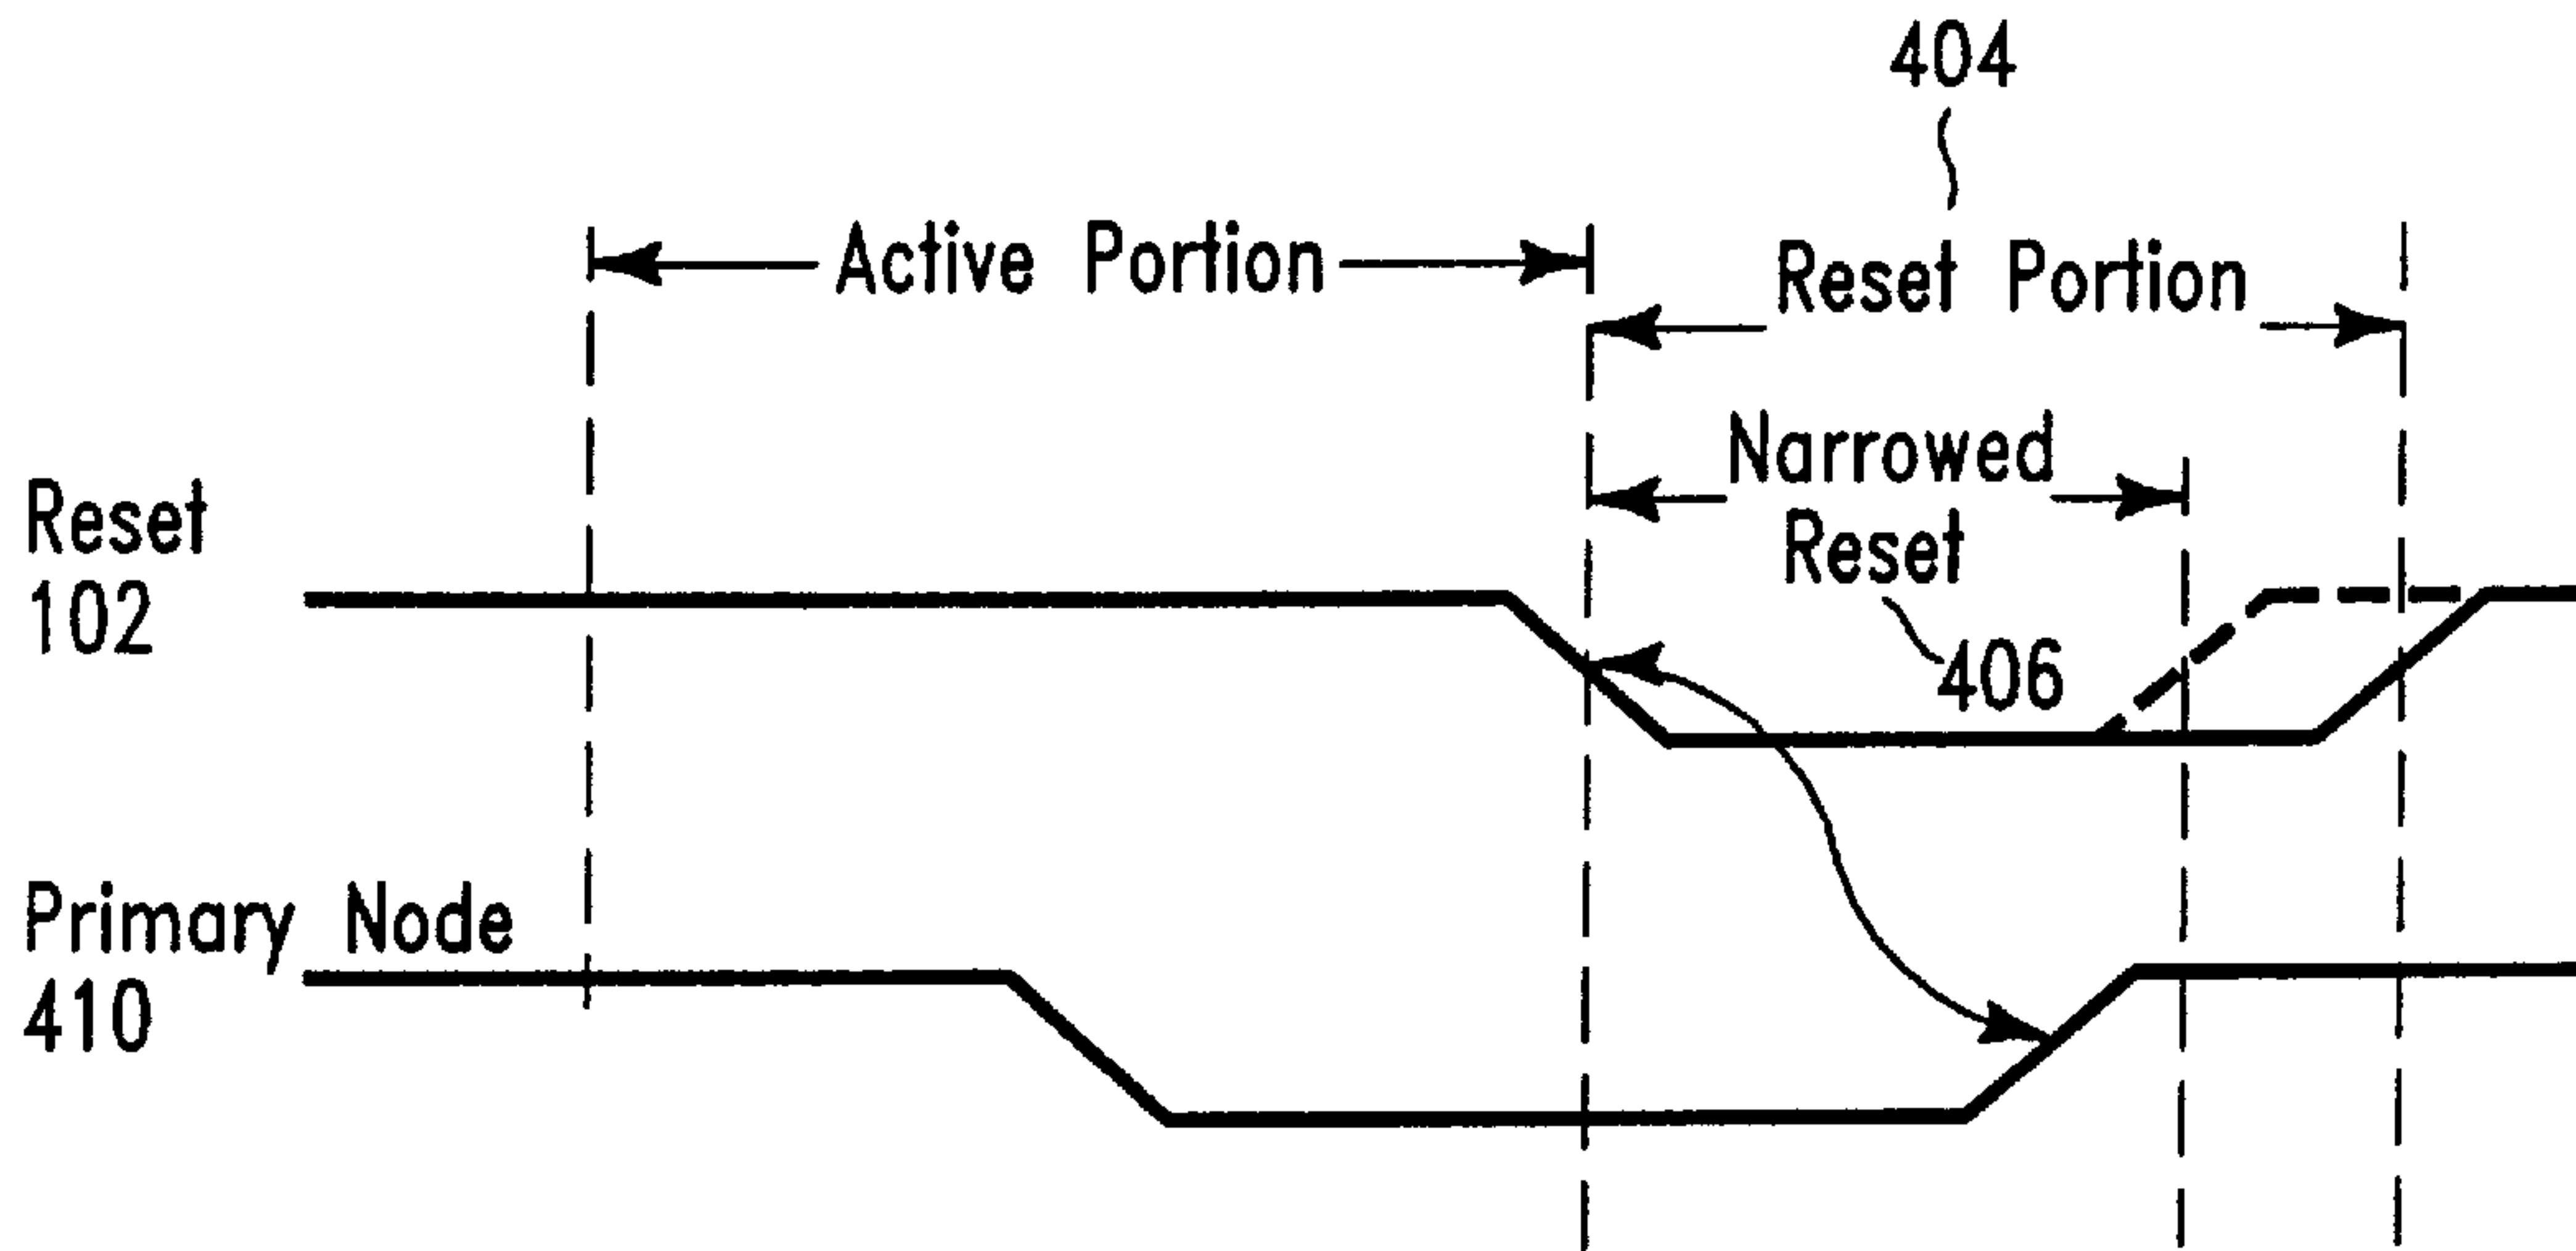 404
Active Portion
Reset Portion
Narrowed
Reset
406
Reset
102
Primary Node
410